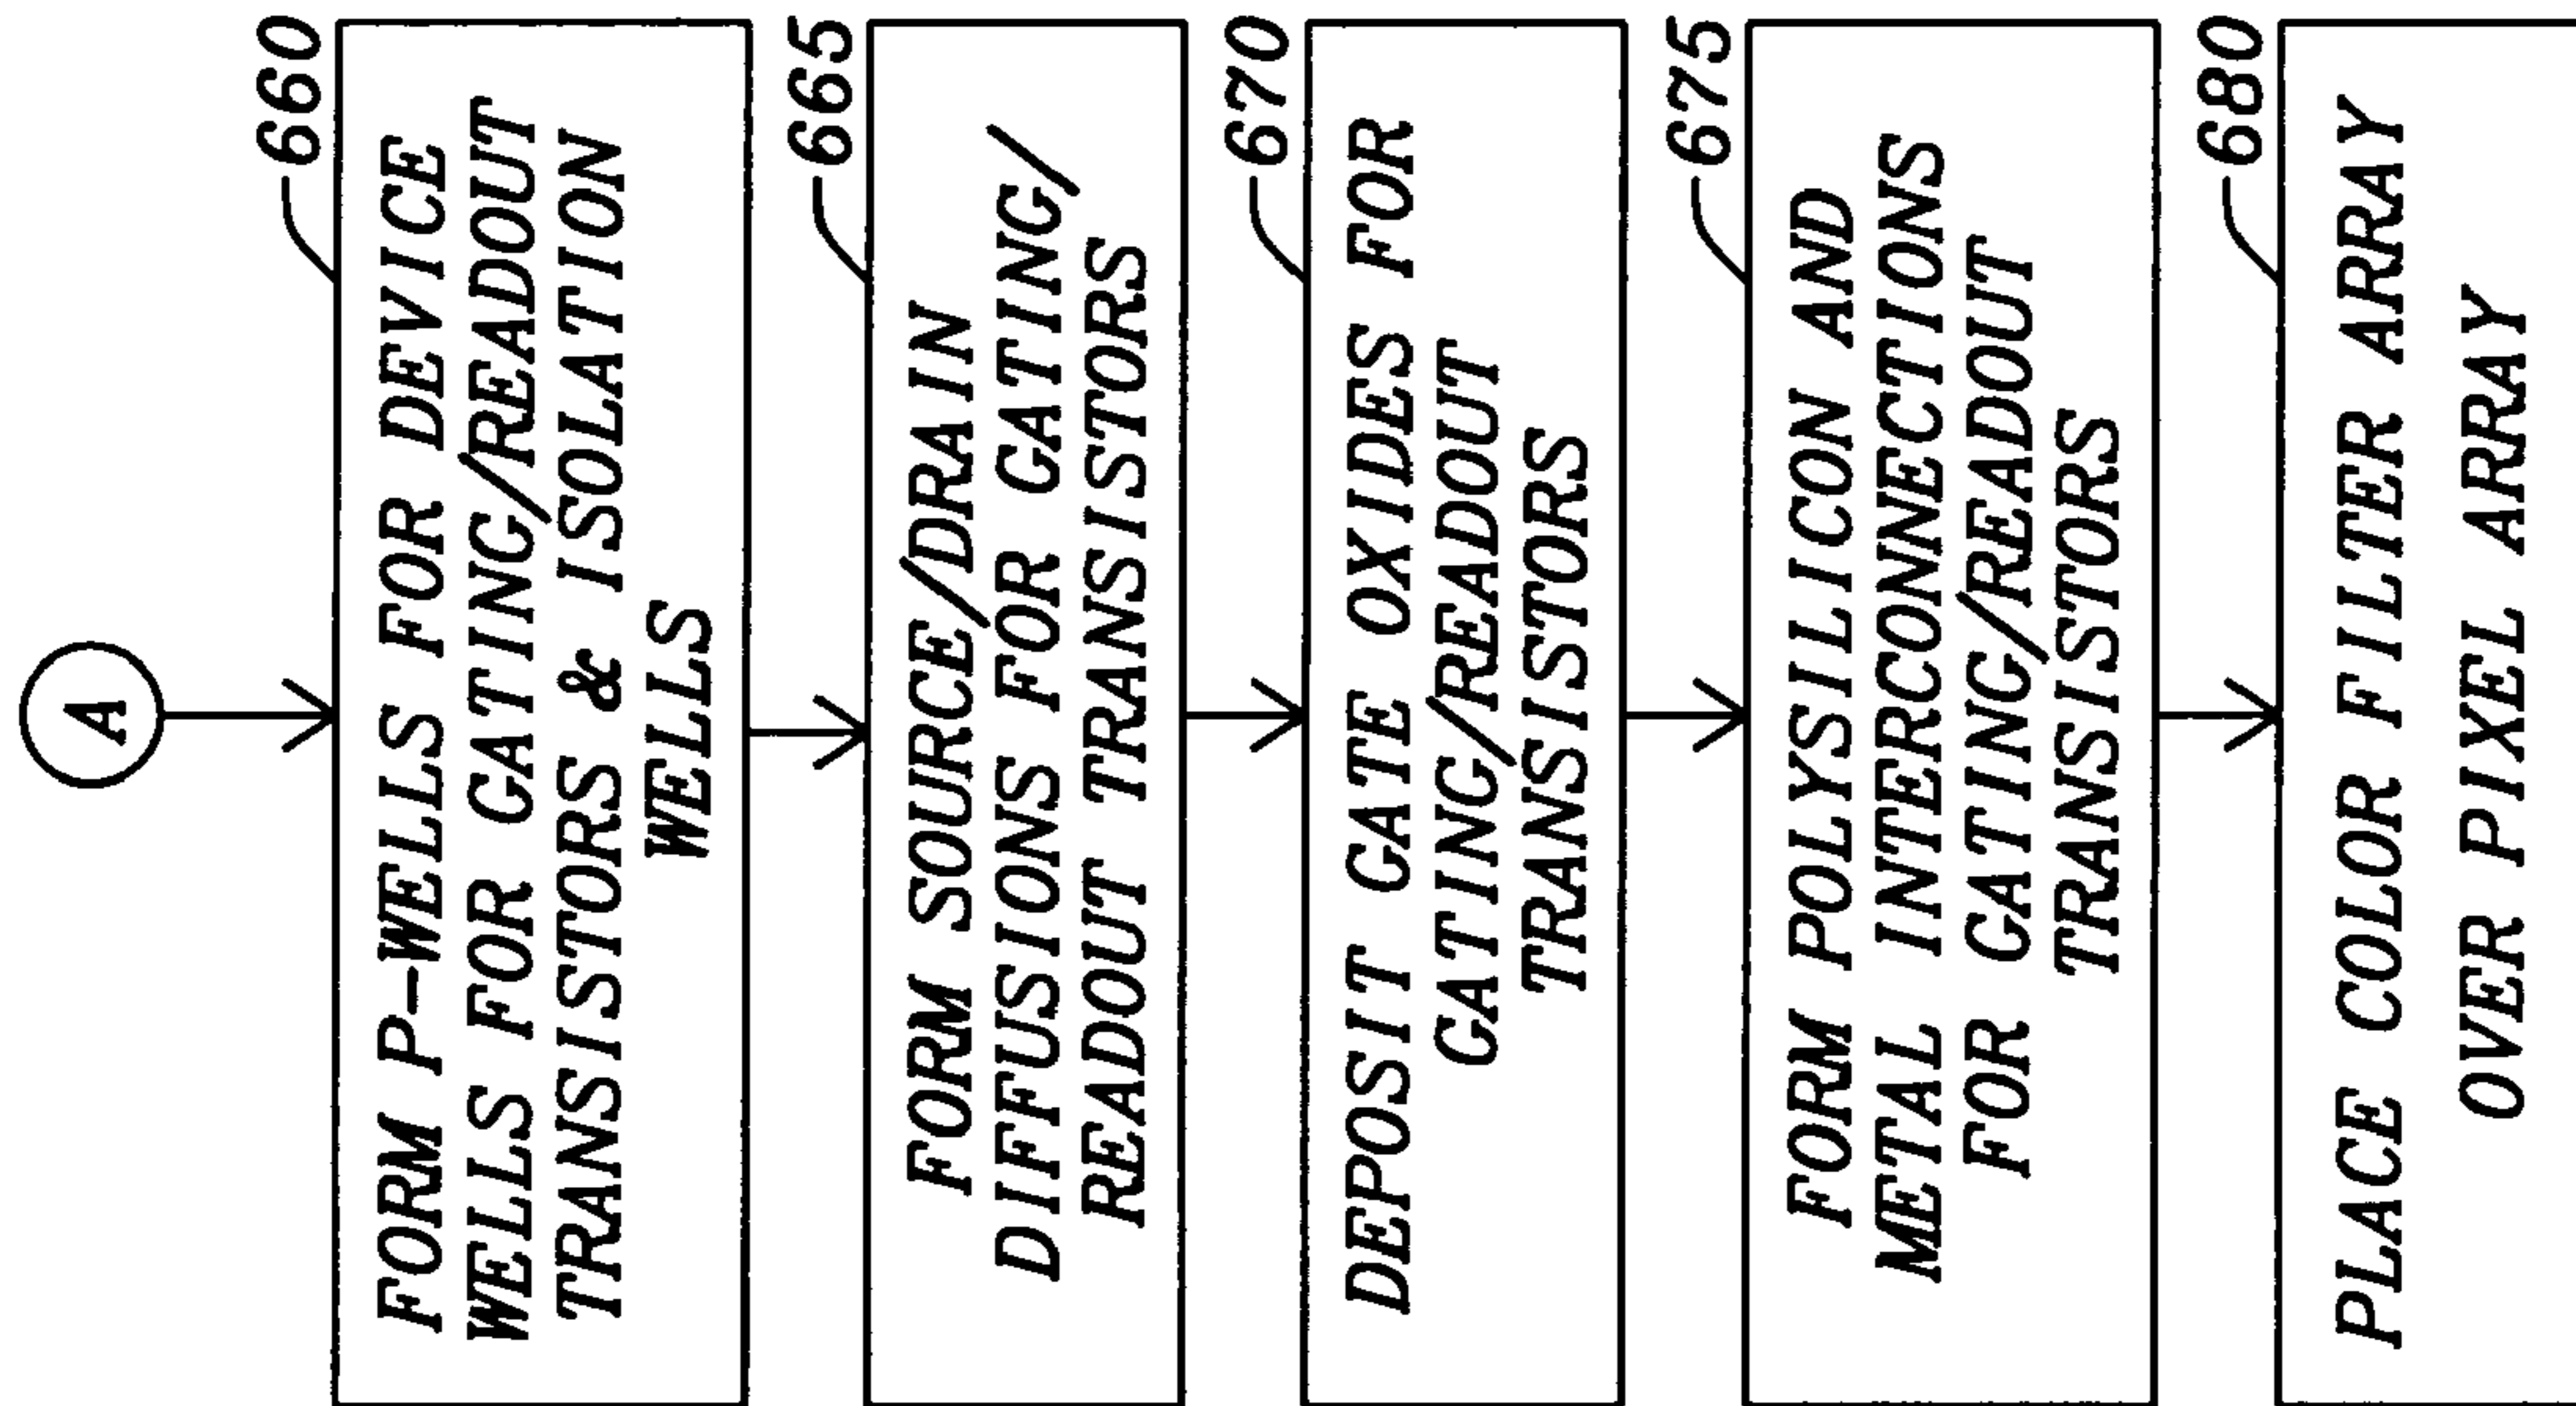 A
660
FORM P-WELLS FOR DEVICE
WELLS FOR GATING/READOUT
TRANSISTORS & ISOLATION
WELLS
665
FORM SOURCE/DRAIN
DIFFUSIONS FOR GATING/
READOUT TRANSISTORS
670
DEPOSIT GATE OXIDES FOR
GATING/READOUT
TRANSISTORS
675
FORM POLYSILICON AND
METAL INTERCONNECTIONS
FOR GATING/READOUT
TRANSISTORS
680
PLACE COLOR FILTER ARRAY
OVER PIXEL ARRAY